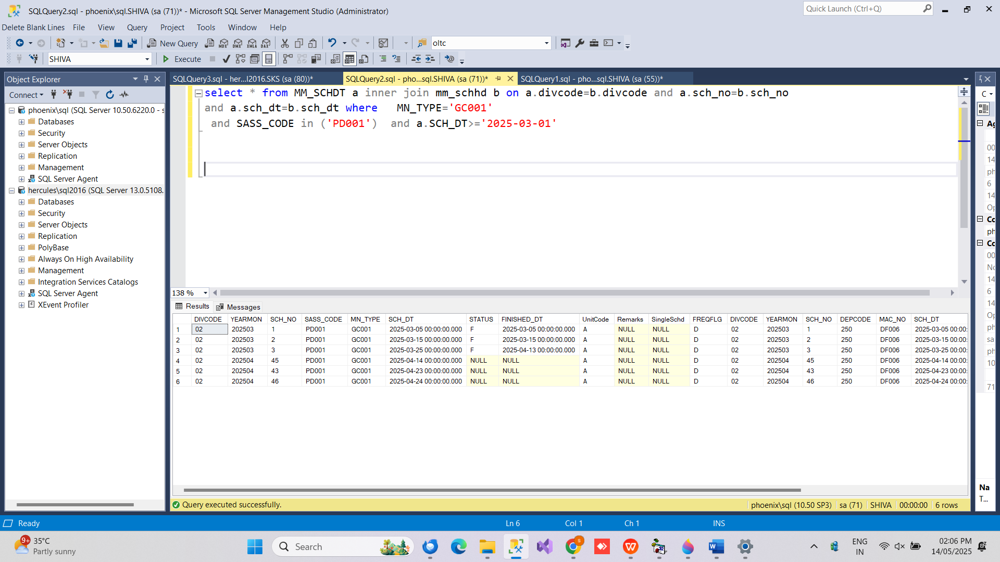 SQLQuery2.sql - phoenix\sql.SHIVA (sa (71))* - Microsoft SQL Server Management Studio (Administrator)
Quick Launch (Ctrl+Q)
Delete Blank Lines File View Query Project Tools Window Help
New Query MDX DMX XMLA DAX oltc
SHIVA Execute
Object Explorer
Connect
phoenix\sql (SQL Server 10.50.6220.0 - s
Databases
Security
Server Objects
Replication
Management
SQL Server Agent
hercules\sql2016 (SQL Server 13.0.5108.
Databases
Security
Server Objects
Replication
PolyBase
Always On High Availability
Management
Integration Services Catalogs
SQL Server Agent
XEvent Profiler
SQLQuery3.sql - her...l2016.SKS (sa (80))* SQLQuery2.sql - pho...sql.SHIVA (sa (71))* SQLQuery1.sql - pho...sql.SHIVA (sa (55))*
select * from MM_SCHDT a inner join mm_schhd b on a.divcode=b.divcode and a.sch_no=b.sch_no
and a.sch_dt=b.sch_dt where MN_TYPE='GC001'
and SASS_CODE in ('PD001') and a.SCH_DT>='2025-03-01'
138 %
Results Messages
DIVCODE YEARMON SCH_NO SASS_CODE MN_TYPE SCH_DT STATUS FINISHED_DT UnitCode Remarks SingleSchd FREQFLG DIVCODE YEARMON SCH_NO DEPCODE MAC_NO SCH_DT
1 02 202503 1 PD001 GC001 2025-03-05 00:00:00.000 F 2025-03-05 00:00:00.000 A NULL NULL D 02 202503 1 250 DF006 2025-03-05 00:00:
2 02 202503 2 PD001 GC001 2025-03-15 00:00:00.000 F 2025-03-15 00:00:00.000 A NULL NULL D 02 202503 2 250 DF006 2025-03-15 00:00:
3 02 202503 3 PD001 GC001 2025-03-25 00:00:00.000 F 2025-04-13 00:00:00.000 A NULL NULL D 02 202503 3 250 DF006 2025-03-25 00:00:
4 02 202504 45 PD001 GC001 2025-04-14 00:00:00.000 NULL NULL A NULL NULL D 02 202504 45 250 DF006 2025-04-14 00:00:
5 02 202504 43 PD001 GC001 2025-04-23 00:00:00.000 NULL NULL A NULL NULL D 02 202504 43 250 DF006 2025-04-23 00:00:
6 02 202504 46 PD001 GC001 2025-04-24 00:00:00.000 NULL NULL A NULL NULL D 02 202504 46 250 DF006 2025-04-24 00:00:
Query executed successfully. phoenix\sql (10.50 SP3) sa (71) SHIVA 00:00:00 6 rows
C
Ag
00
14
ph
6
14
Op
Co
ph
Co
00
No
14
6
14
Op
ph
sa
ph
10
71
Na
T...
Ready Ln 6 Col 1 Ch 1 INS
9+ 35°C
Partly sunny
Search
ENG
IN
02:06 PM
14/05/2025